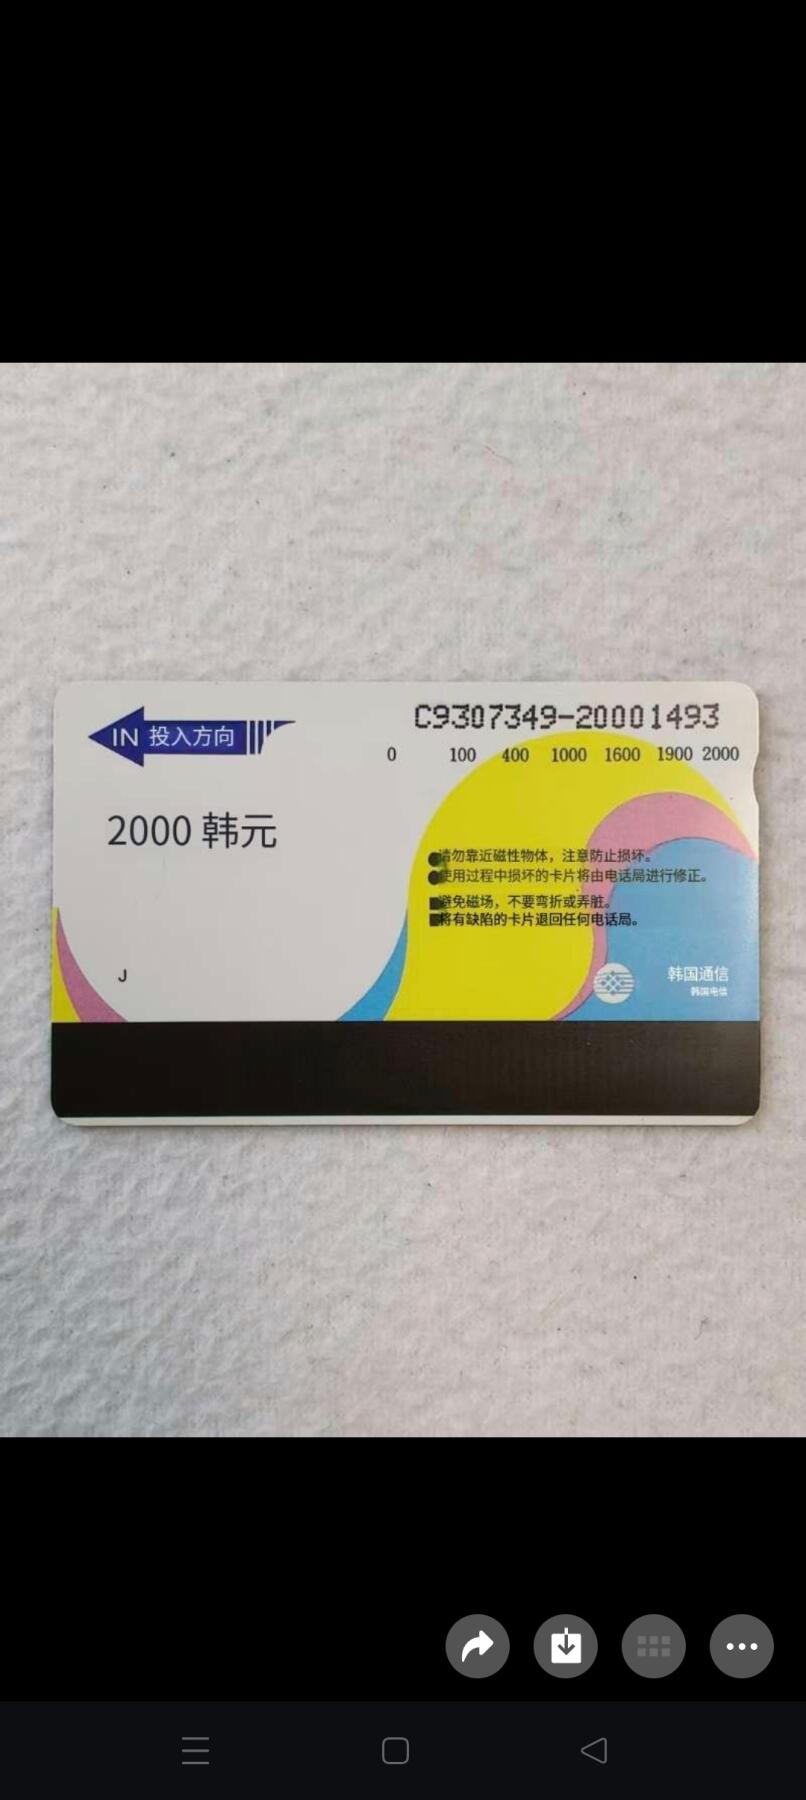 C9307349-20001493
IN 投入方向
0 100 400 1000 1600 1900 2000
2000 韩元
请勿靠近磁性物体，注意防止损坏。
使用过程中损坏的卡片将由电话局进行修正。
避免磁场，不要弯折或弄脏。
将有缺陷的卡片退回任何电话局。
J
韩国通信
韩国电信